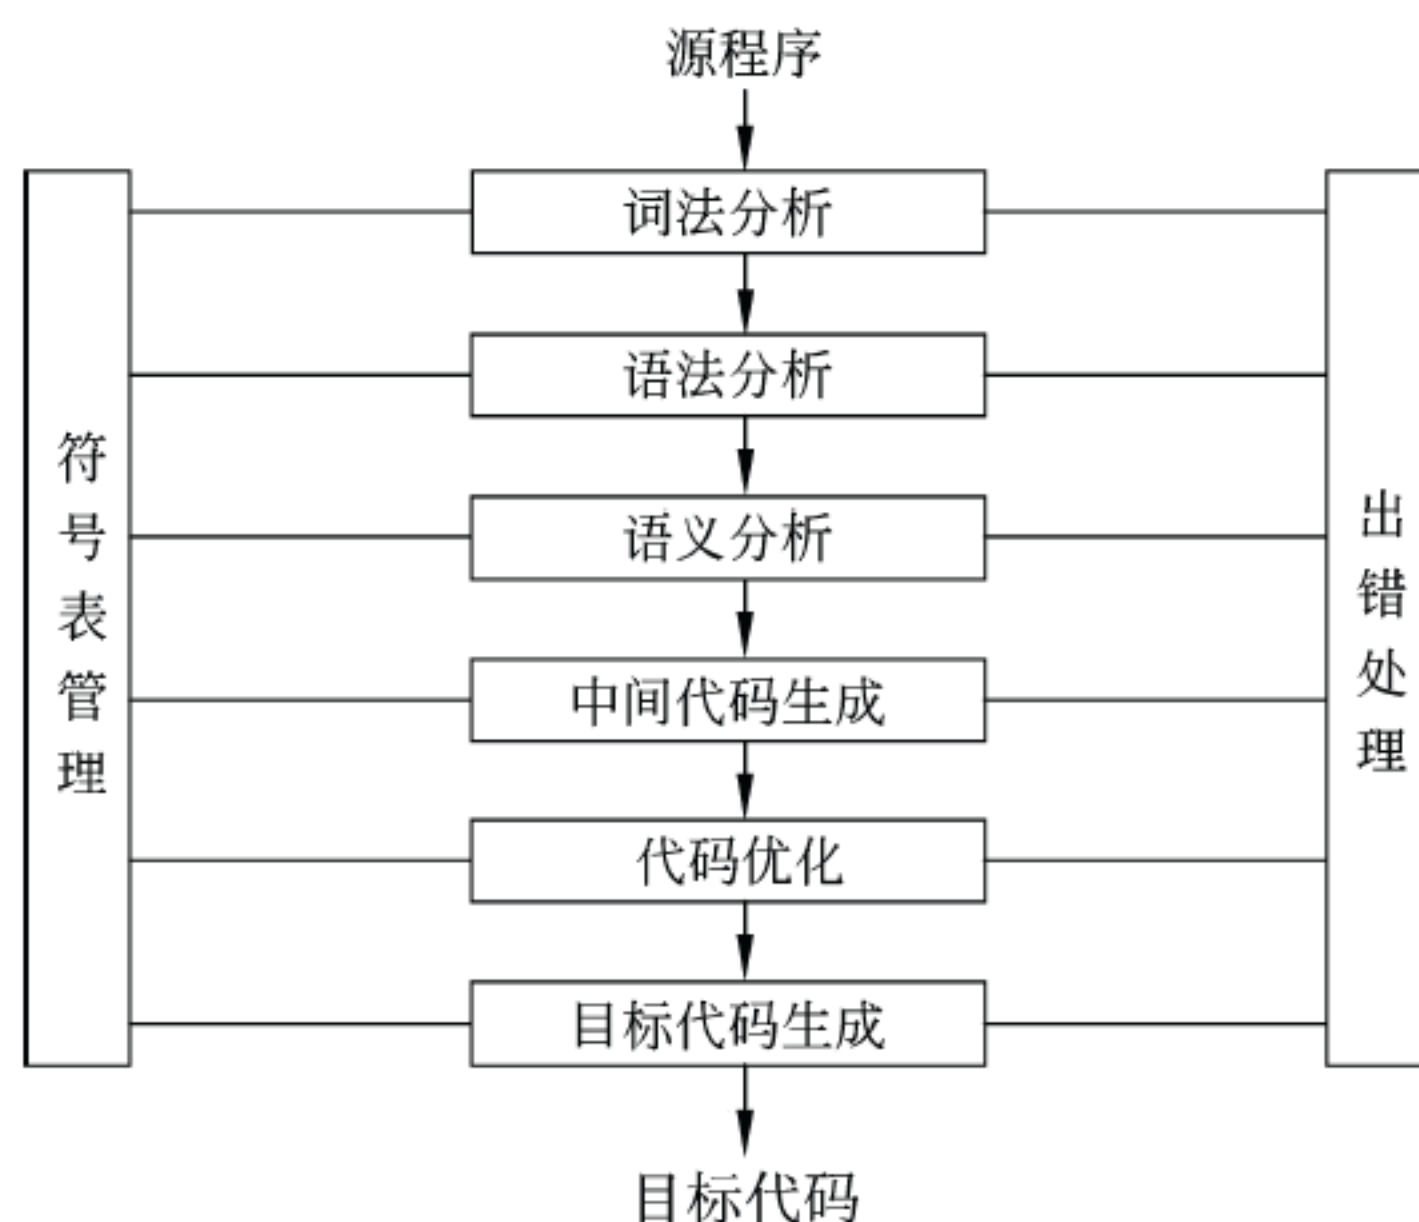 源程序
词法分析
语法分析
语义分析
中间代码生成
代码优化
目标代码生成
目标代码
符号表管理
出错处理